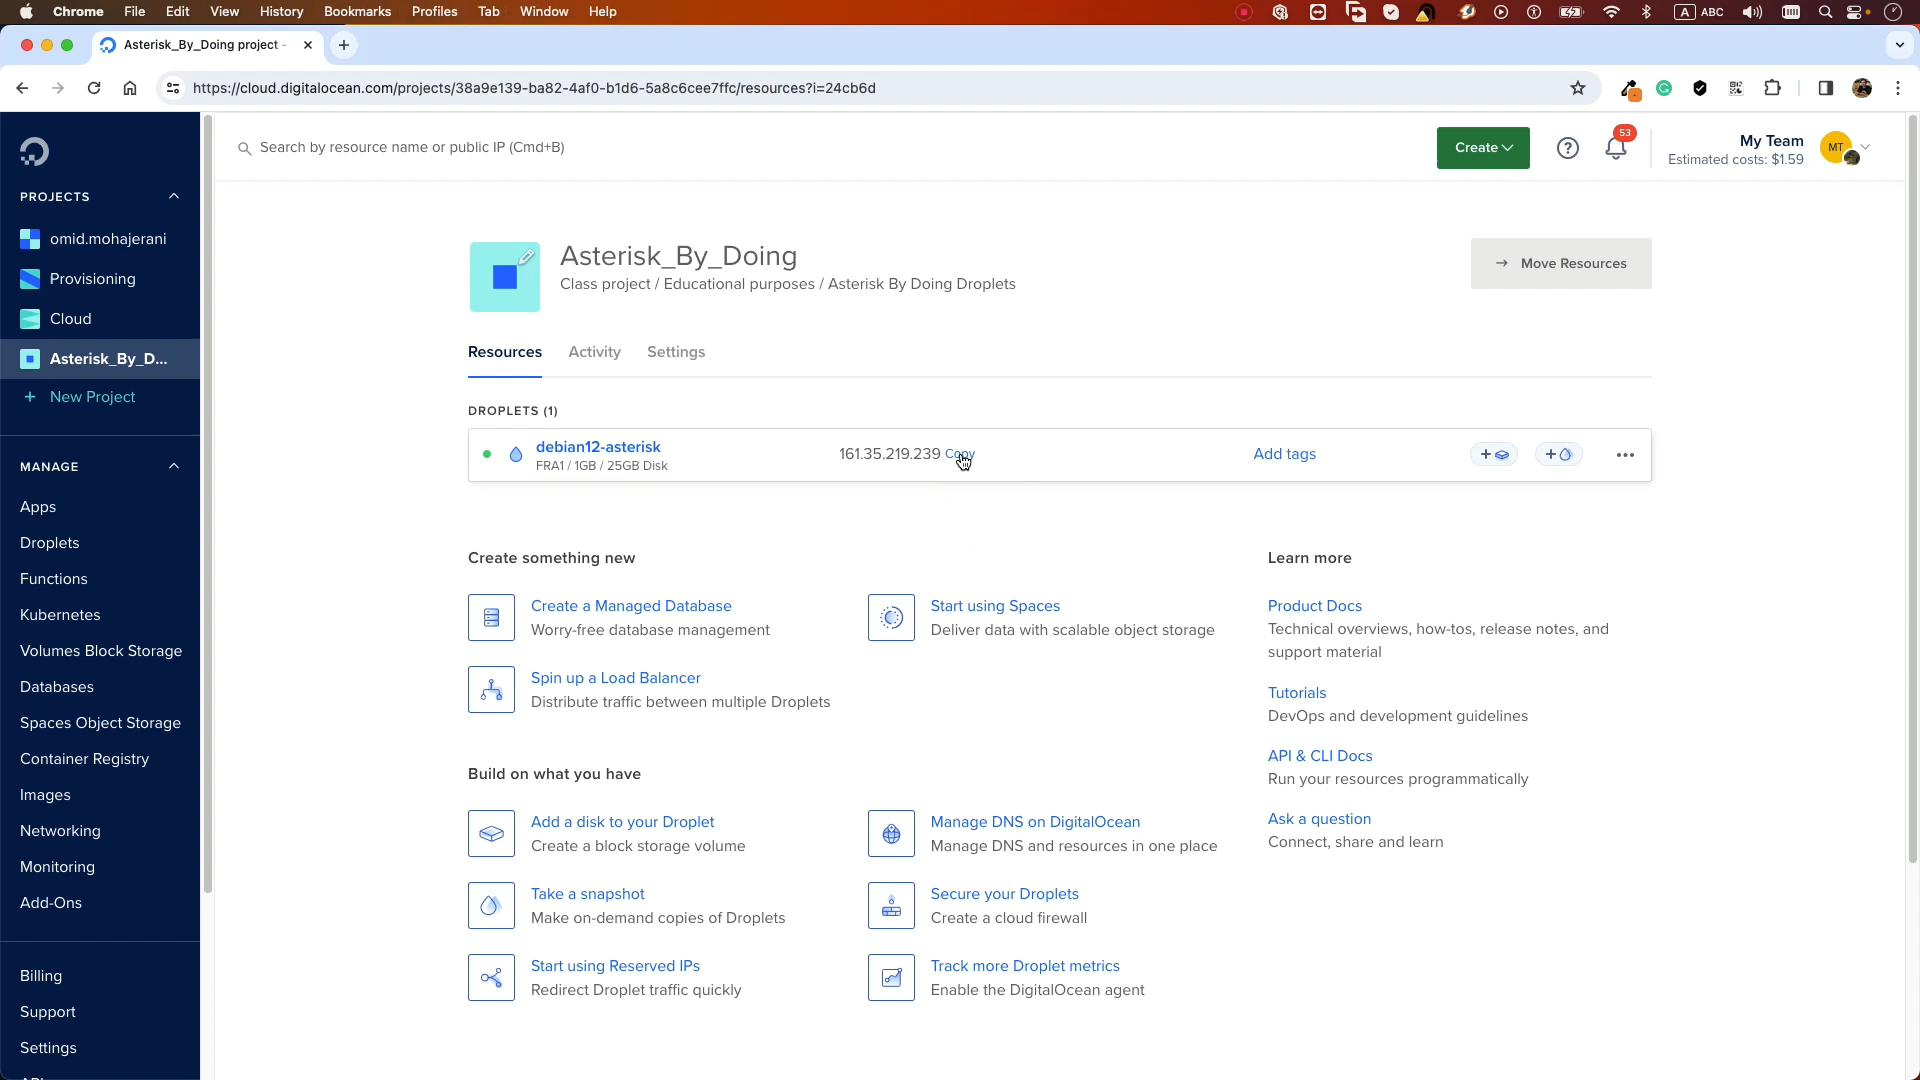 Chrome File Edit View History Bookmarks Profiles Tab Window Help
A ABC
Asterisk_By_Doing project -
https://cloud.digitalocean.com/projects/38a9e139-ba82-4af0-b1d6-5a8c6cee7ffc/resources?i=24cb6d
Search by resource name or public IP (Cmd+B)
Create
53
My Team
Estimated costs: $1.59
MT
PROJECTS
omid.mohajerani
Provisioning
Cloud
Asterisk_By_D...
+ New Project
MANAGE
Apps
Droplets
Functions
Kubernetes
Volumes Block Storage
Databases
Spaces Object Storage
Container Registry
Images
Networking
Monitoring
Add-Ons
Billing
Support
Settings
Asterisk_By_Doing
Class project / Educational purposes / Asterisk By Doing Droplets
→ Move Resources
Resources Activity Settings
DROPLETS (1)
debian12-asterisk
FRA1 / 1GB / 25GB Disk
161.35.219.239 Copy
Add tags
Create something new
Create a Managed Database
Worry-free database management
Start using Spaces
Deliver data with scalable object storage
Spin up a Load Balancer
Distribute traffic between multiple Droplets
Build on what you have
Add a disk to your Droplet
Create a block storage volume
Manage DNS on DigitalOcean
Manage DNS and resources in one place
Take a snapshot
Make on-demand copies of Droplets
Secure your Droplets
Create a cloud firewall
Start using Reserved IPs
Redirect Droplet traffic quickly
Track more Droplet metrics
Enable the DigitalOcean agent
Learn more
Product Docs
Technical overviews, how-tos, release notes, and
support material
Tutorials
DevOps and development guidelines
API & CLI Docs
Run your resources programmatically
Ask a question
Connect, share and learn